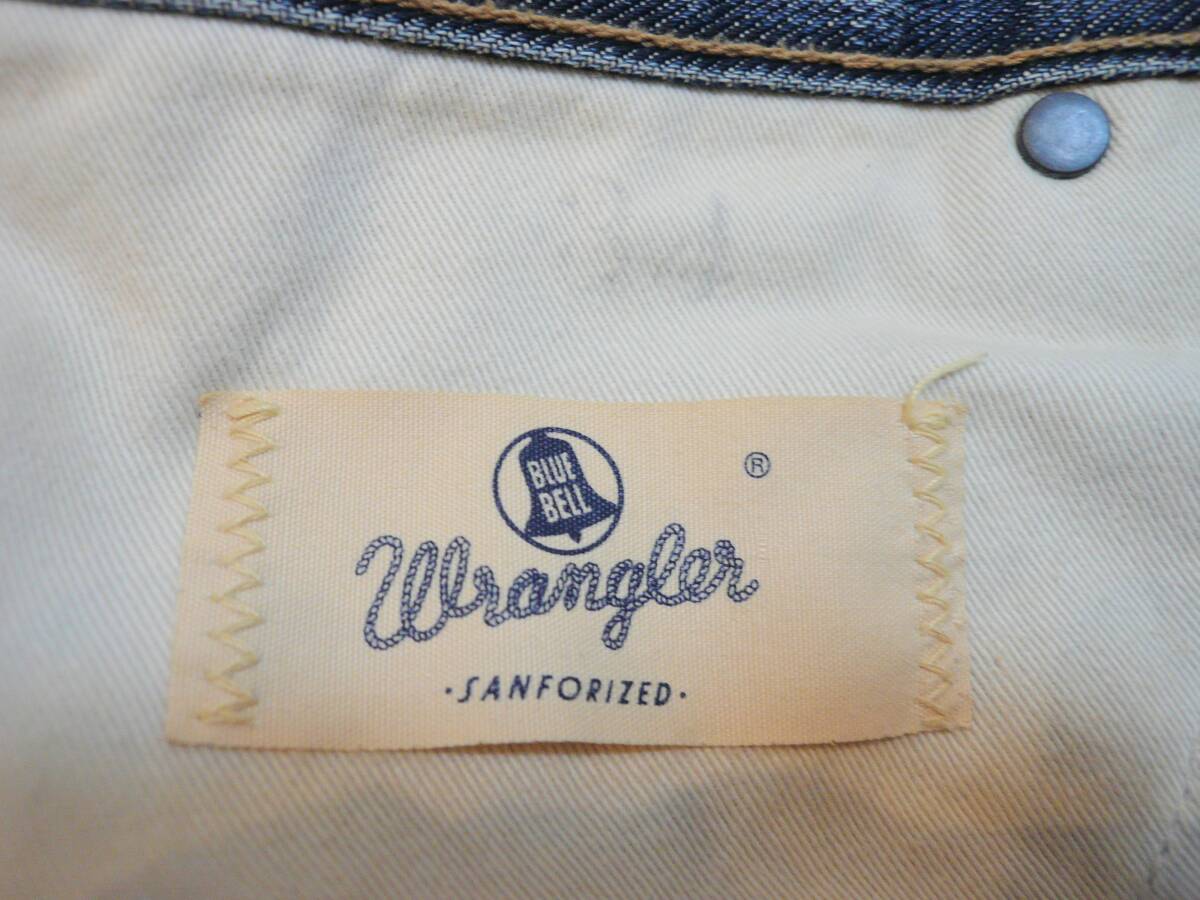 BLUE
BELL
®
Wrangler
·SANFORIZED·